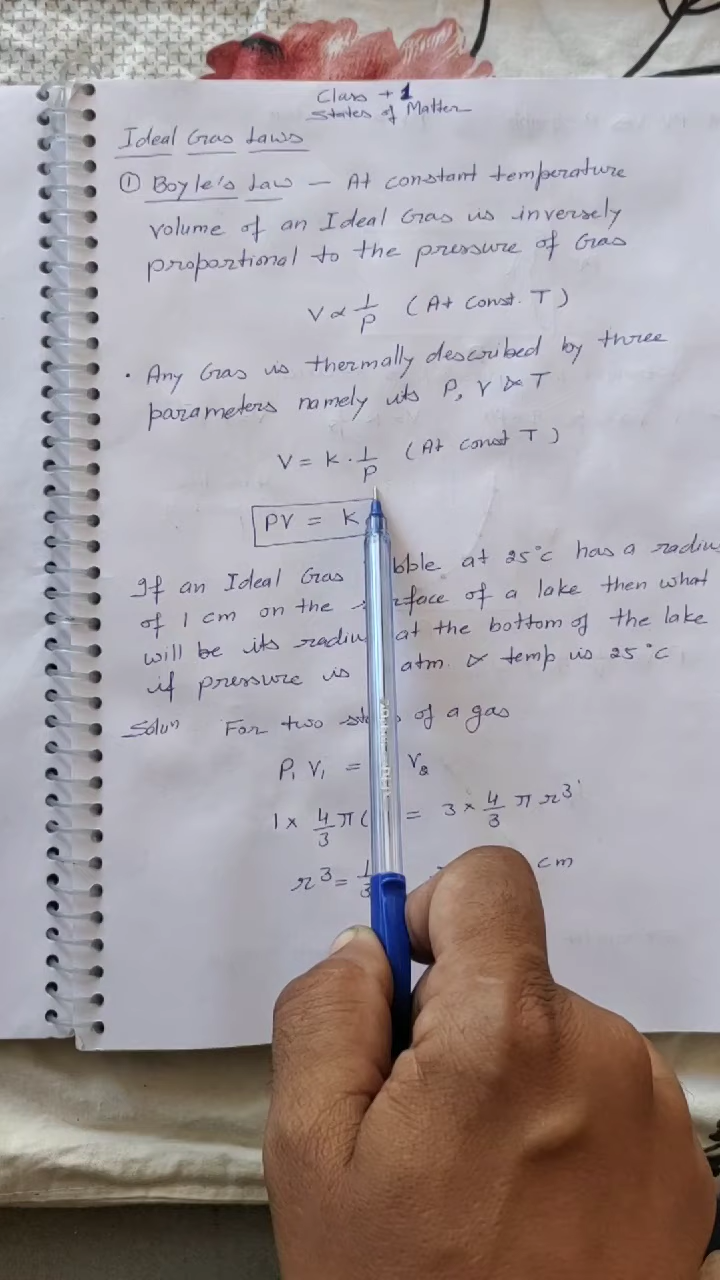 Class + 1
States of Matter
Ideal Gas Laws
① Boyle's Law — At constant temperature
volume of an Ideal Gas is inversely
proportional to the pressure of Gas
V ∝ 1/P (At Const. T)
• Any Gas is thermally described by three
parameters namely its P, V & T
V = K · 1/P (At const T)
PV = K
If an Ideal Gas bble at 25°C has a radius
of 1 cm on the rface of a lake then what
will be its radiu at the bottom of the lake
if pressure is atm. & temp is 25°C
Soln For two st s of a gas
P₁ V₁ = V₂
1 × 4/3 π ( = 3 × 4/3 π r³
r³ = 1/3 cm